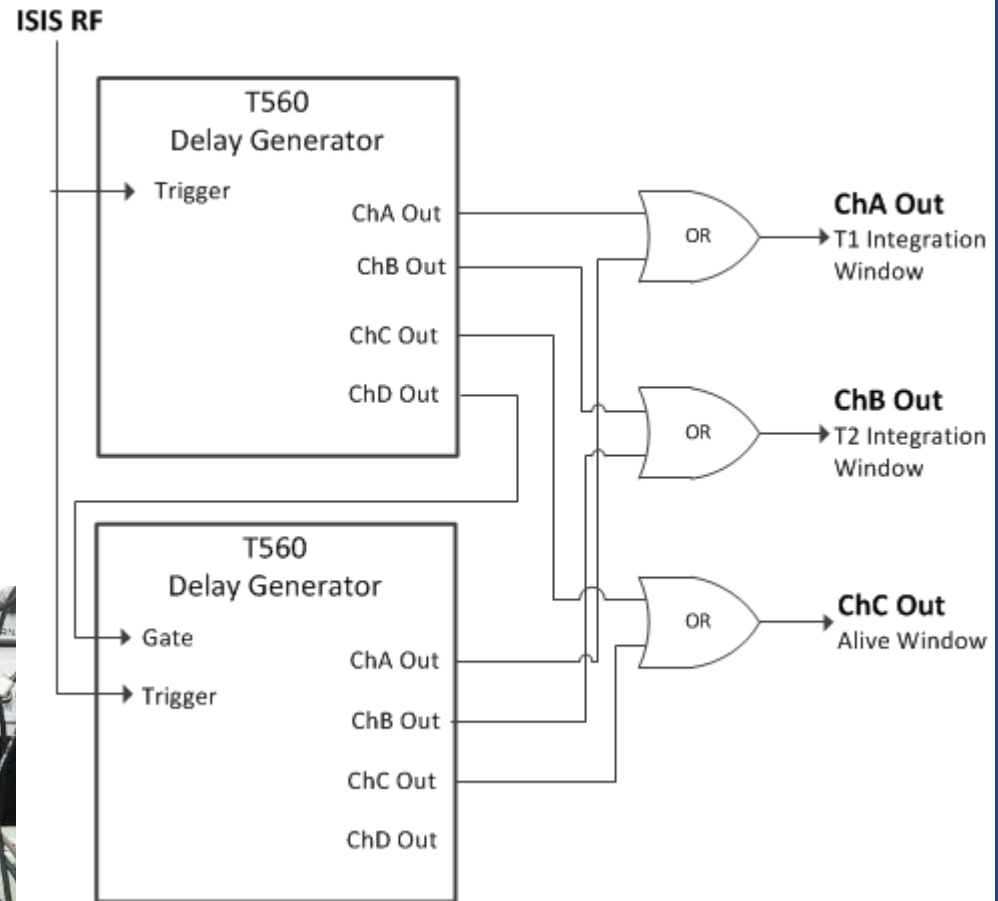 ISIS RF
T560
Delay Generator
Trigger
ChA Out
ChB Out
ChC Out
ChD Out
OR
ChA Out
T1 Integration
Window
OR
ChB Out
T2 Integration
Window
T560
Delay Generator
Gate
Trigger
ChA Out
ChB Out
ChC Out
ChD Out
OR
ChC Out
Alive Window